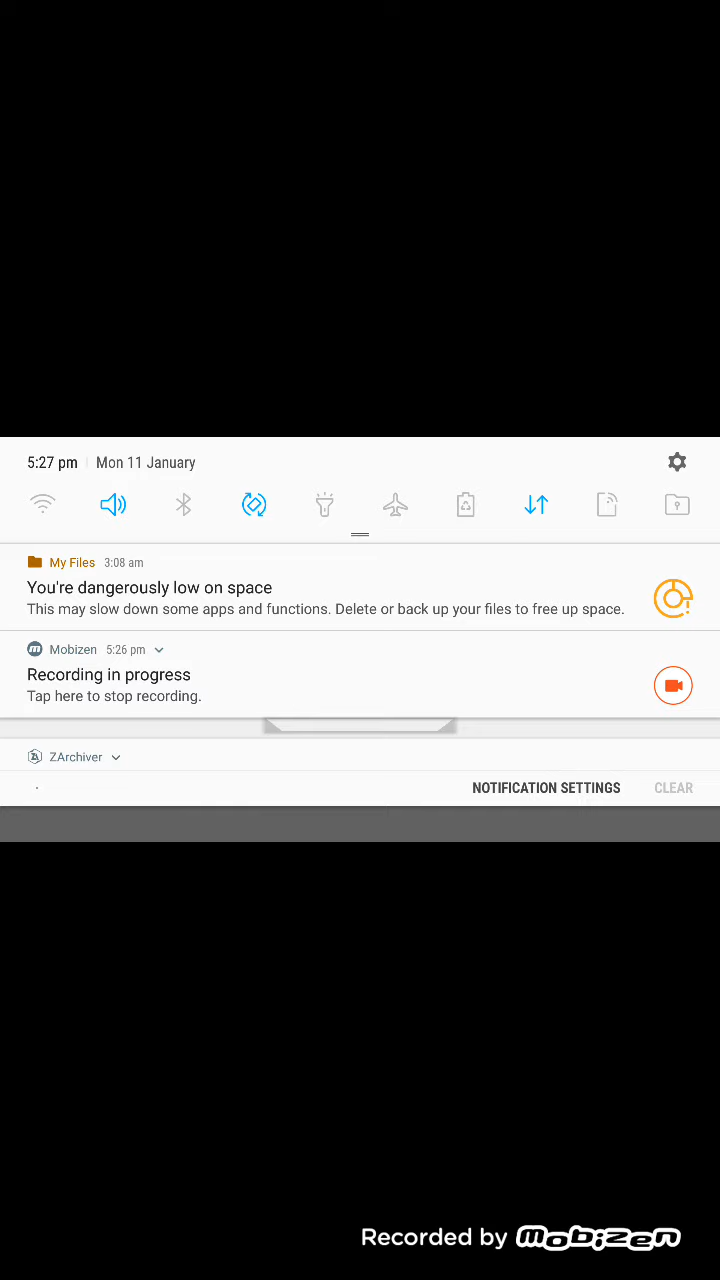 5:27 pm Mon 11 January
My Files 3:08 am
You're dangerously low on space
This may slow down some apps and functions. Delete or back up your files to free up space.
Mobizen 5:26 pm
Recording in progress
Tap here to stop recording.
ZArchiver
NOTIFICATION SETTINGS CLEAR
Recorded by mobizen